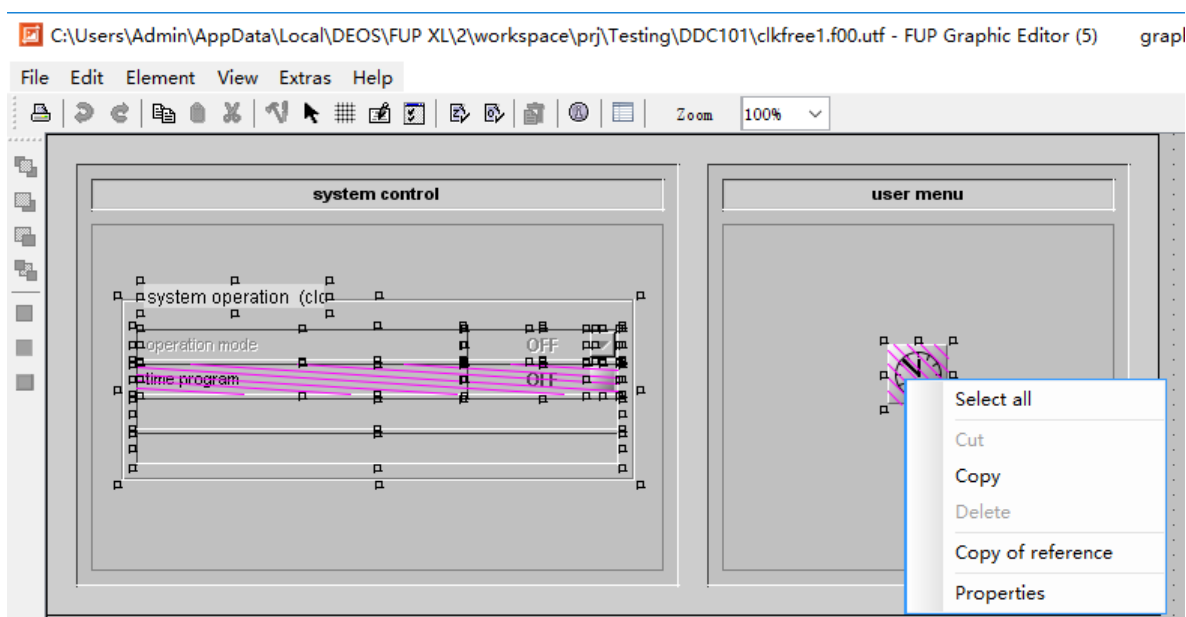 C:\Users\Admin\AppData\Local\DEOS\FUP XL\2\workspace\prj\Testing\DDC101\clkfree1.f00.utf - FUP Graphic Editor (5) grapl
File Edit Element View Extras Help
Zoom 100%
system control
user menu
system operation (clo
operation mode OFF
time program OFF
Select all
Cut
Copy
Delete
Copy of reference
Properties